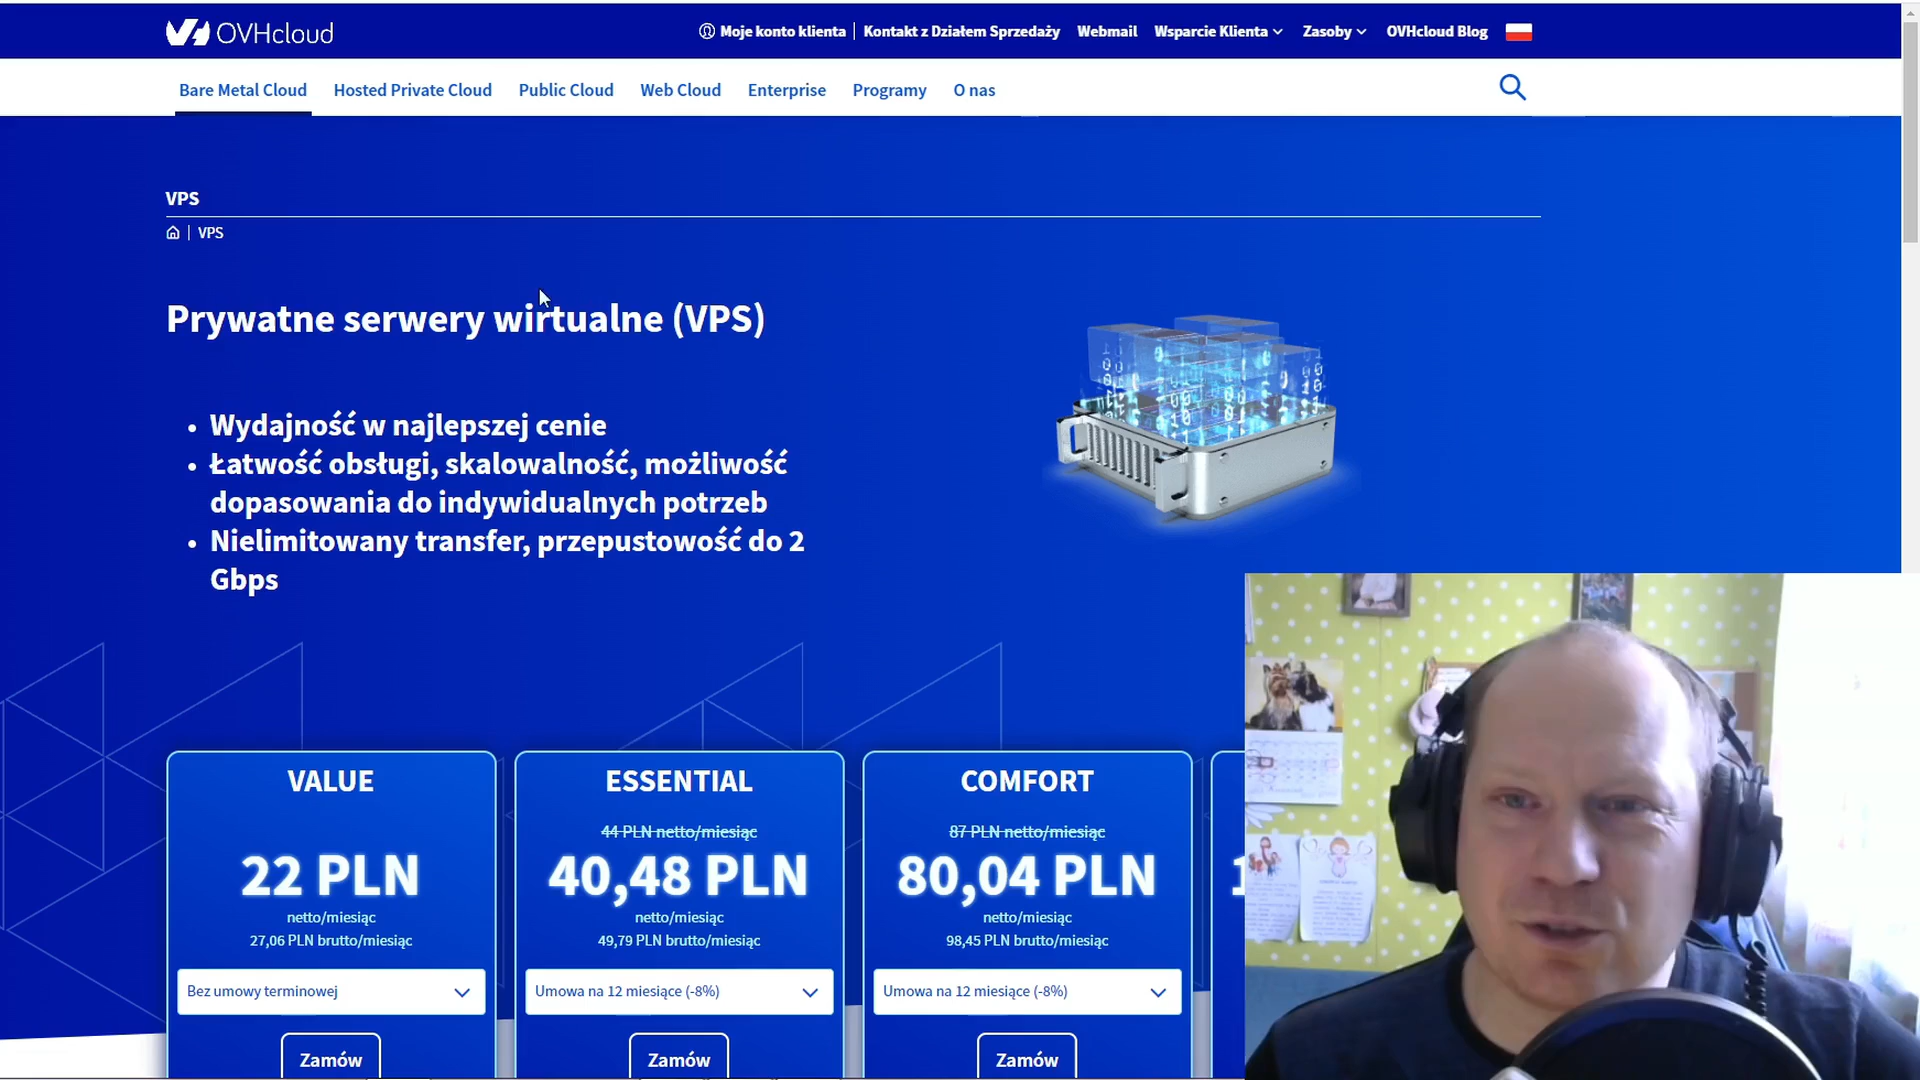 OVHcloud
Moje konto klienta
Kontakt z Działem Sprzedaży
Webmail
Wsparcie Klienta
Zasoby
OVHcloud Blog
Bare Metal Cloud
Hosted Private Cloud
Public Cloud
Web Cloud
Enterprise
Programy
O nas
VPS
VPS
Prywatne serwery wirtualne (VPS)
Wydajność w najlepszej cenie
Łatwość obsługi, skalowalność, możliwość
dopasowania do indywidualnych potrzeb
Nielimitowany transfer, przepustowość do 2
Gbps
VALUE
22 PLN
netto/miesiąc
27,06 PLN brutto/miesiąc
Bez umowy terminowej
Zamów
ESSENTIAL
44 PLN netto/miesiąc
40,48 PLN
netto/miesiąc
49,79 PLN brutto/miesiąc
Umowa na 12 miesiące (-8%)
Zamów
COMFORT
87 PLN netto/miesiąc
80,04 PLN
netto/miesiąc
98,45 PLN brutto/miesiąc
Umowa na 12 miesiące (-8%)
Zamów